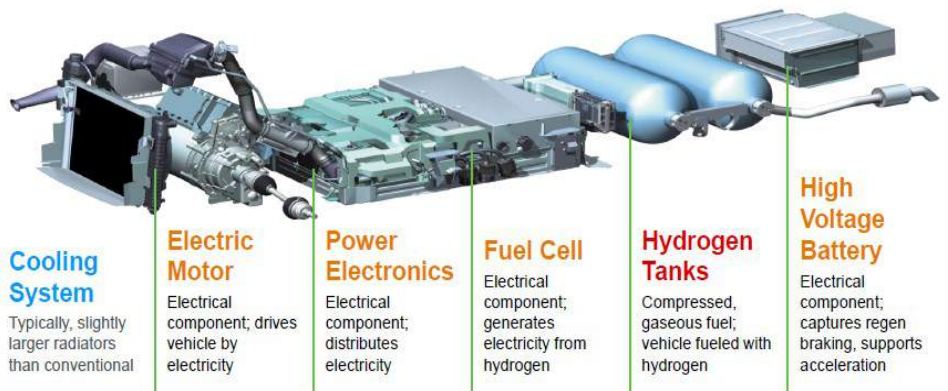 Cooling
System
Typically, slightly
larger radiators
than conventional
Electric
Motor
Electrical
component; drives
vehicle by
electricity
Power
Electronics
Electrical
component;
distributes
electricity
Fuel Cell
Electrical
component;
generates
electricity from
hydrogen
Hydrogen
Tanks
Compressed,
gaseous fuel;
vehicle fueled with
hydrogen
High
Voltage
Battery
Electrical
component;
captures regen
braking, supports
acceleration